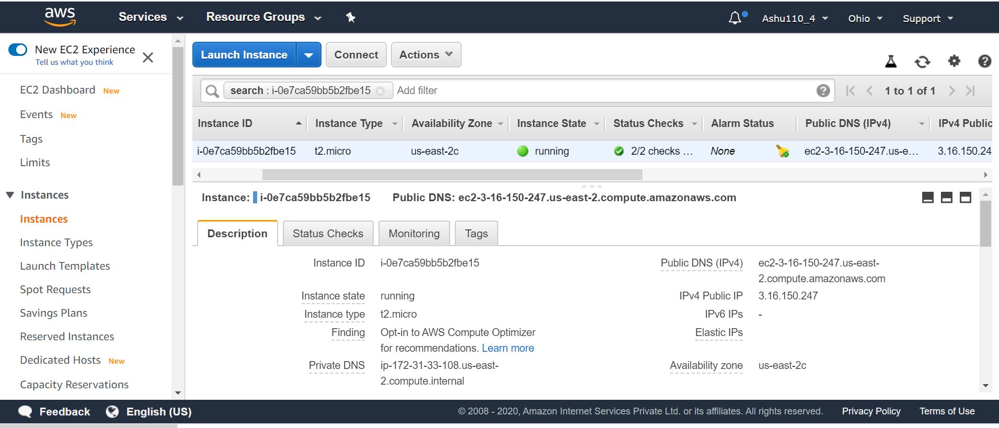 aws Services Resource Groups Ashu110_4 Ohio Support
New EC2 Experience
Tell us what you think
EC2 Dashboard New
Events New
Tags
Limits
Instances
Instances
Instance Types
Launch Templates
Spot Requests
Savings Plans
Reserved Instances
Dedicated Hosts New
Capacity Reservations
Launch Instance Connect Actions
search : i-0e7ca59bb5b2fbe15 Add filter ? 1 to 1 of 1
Instance ID Instance Type Availability Zone Instance State Status Checks Alarm Status Public DNS (IPv4) IPv4 Public
i-0e7ca59bb5b2fbe15 t2.micro us-east-2c running 2/2 checks ... None ec2-3-16-150-247.us-e... 3.16.150.24
Instance: i-0e7ca59bb5b2fbe15 Public DNS: ec2-3-16-150-247.us-east-2.compute.amazonaws.com
Description Status Checks Monitoring Tags
Instance ID i-0e7ca59bb5b2fbe15 Public DNS (IPv4) ec2-3-16-150-247.us-east-
2.compute.amazonaws.com
Instance state running IPv4 Public IP 3.16.150.247
Instance type t2.micro IPv6 IPs -
Finding Opt-in to AWS Compute Optimizer Elastic IPs
for recommendations. Learn more
Private DNS ip-172-31-33-108.us-east- Availability zone us-east-2c
2.compute.internal
Feedback English (US) © 2008 - 2020, Amazon Internet Services Private Ltd. or its affiliates. All rights reserved. Privacy Policy Terms of Use